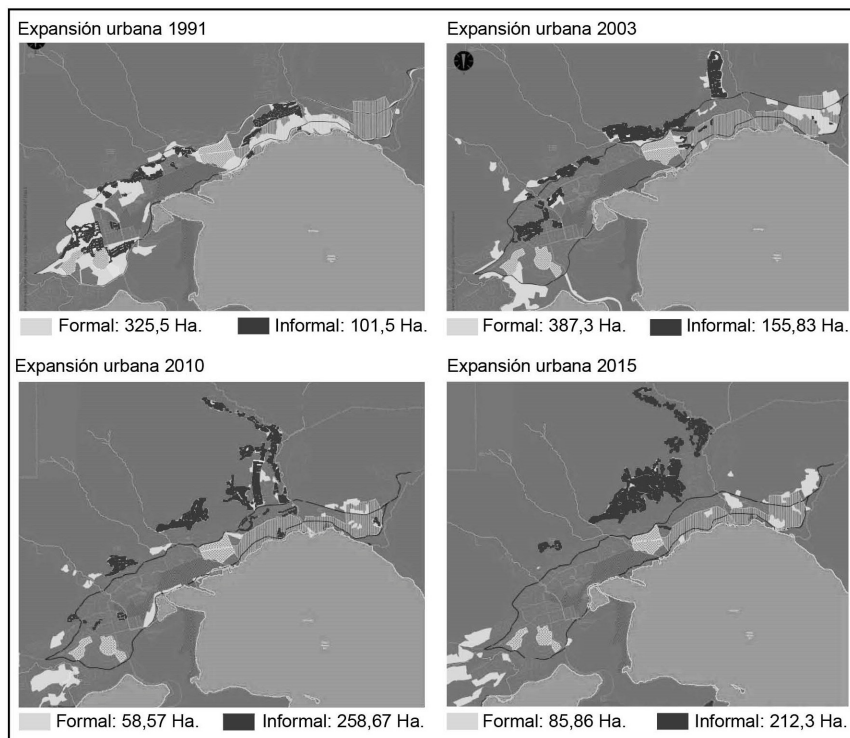 Expansión urbana 1991
Expansión urbana 2003
Formal: 325,5 Ha.
Informal: 101,5 Ha.
Formal: 387,3 Ha.
Informal: 155,83 Ha.
Expansión urbana 2010
Expansión urbana 2015
Formal: 58,57 Ha.
Informal: 258,67 Ha.
Formal: 85,86 Ha.
Informal: 212,3 Ha.